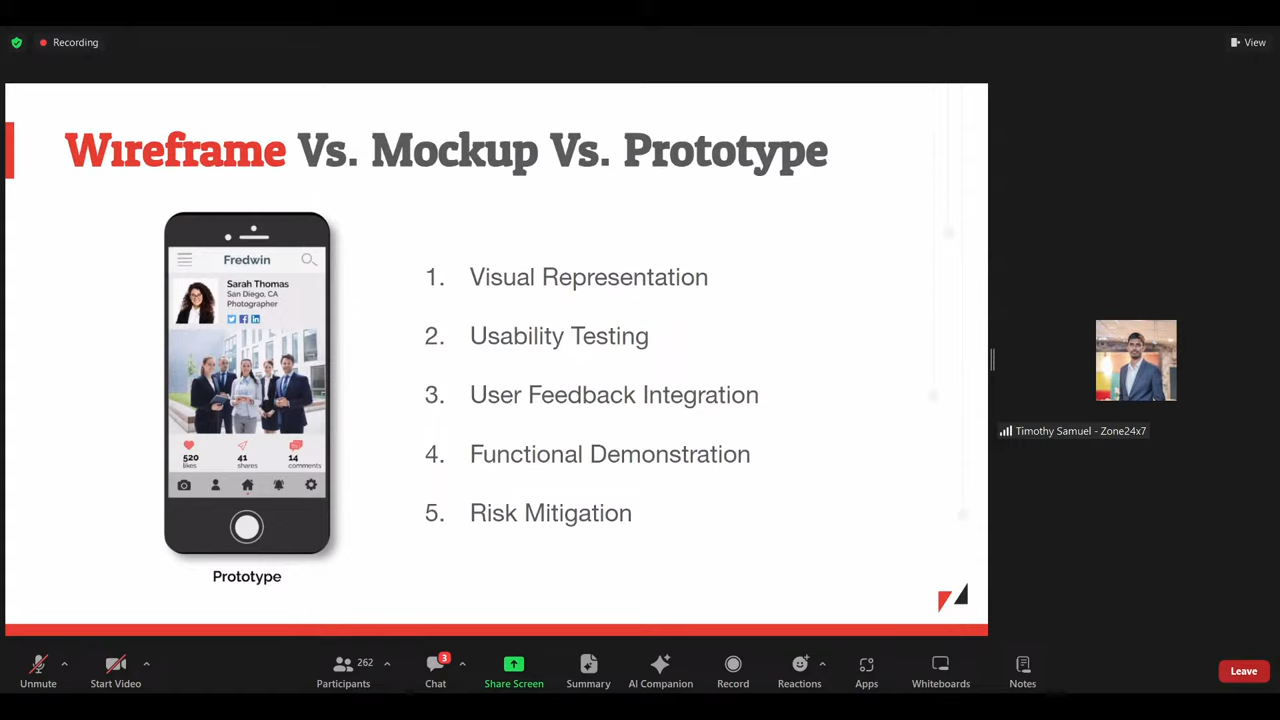 Recording
View
Wireframe Vs. Mockup Vs. Prototype
Fredwin
Sarah Thomas
San Diego, CA
Photographer
520
likes
41
shares
14
comments
Prototype
1. Visual Representation
2. Usability Testing
3. User Feedback Integration
4. Functional Demonstration
5. Risk Mitigation
Timothy Samuel - Zone24x7
Unmute
Start Video
262
Participants
3
Chat
Share Screen
Summary
AI Companion
Record
Reactions
Apps
Whiteboards
Notes
Leave